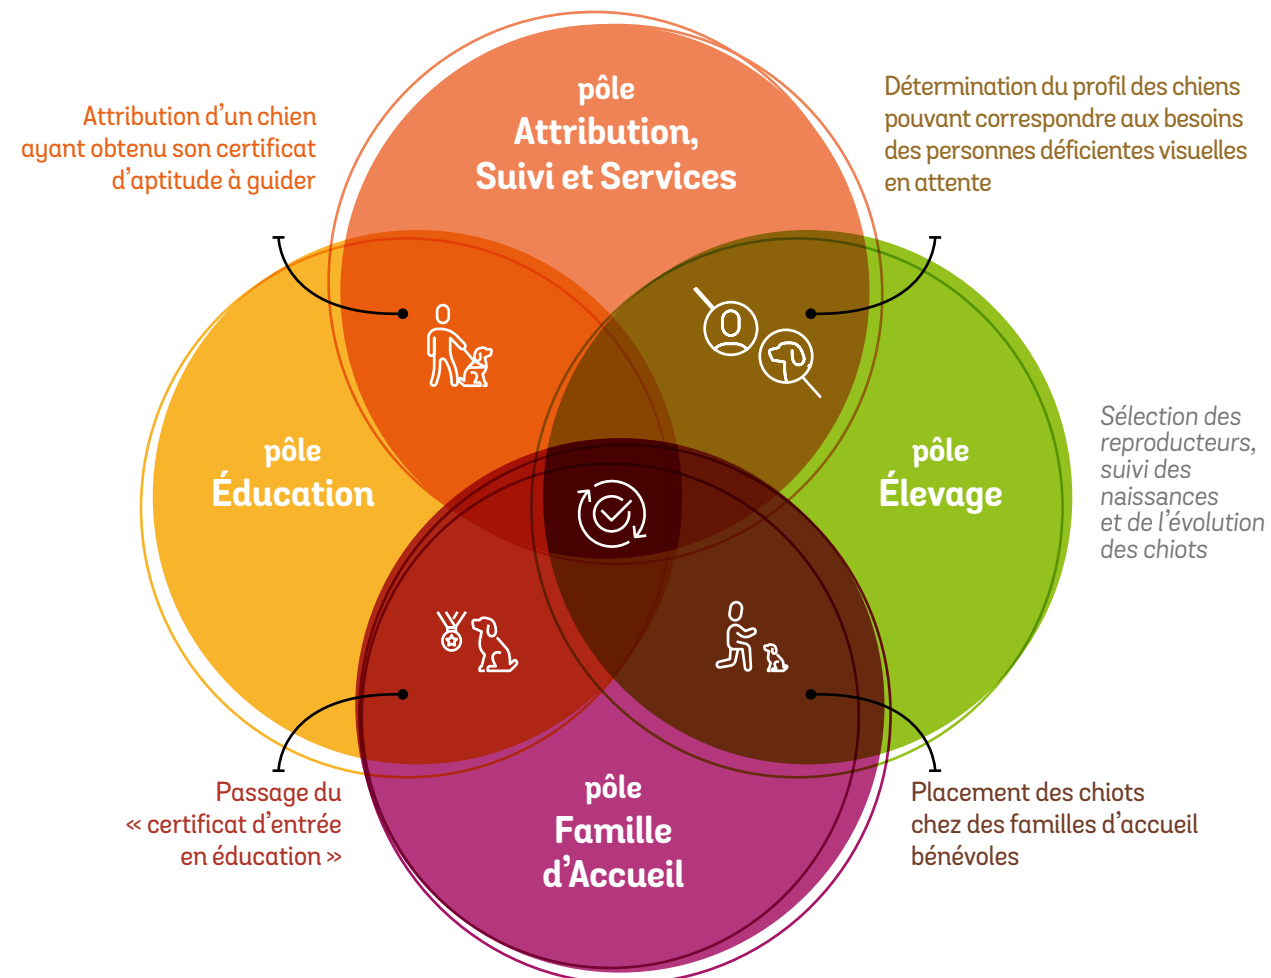 pôle
Attribution,
Suivi et Services
Attribution d'un chien
ayant obtenu son certificat
d'aptitude à guider
Détermination du profil des chiens
pouvant correspondre aux besoins
des personnes déficientes visuelles
en attente
pôle
Éducation
pôle
Élevage
Sélection des
reproducteurs,
suivi des
naissances
et de l'évolution
des chiots
Passage du
« certificat d'entrée
en éducation »
pôle
Famille
d'Accueil
Placement des chiots
chez des familles d'accueil
bénévoles